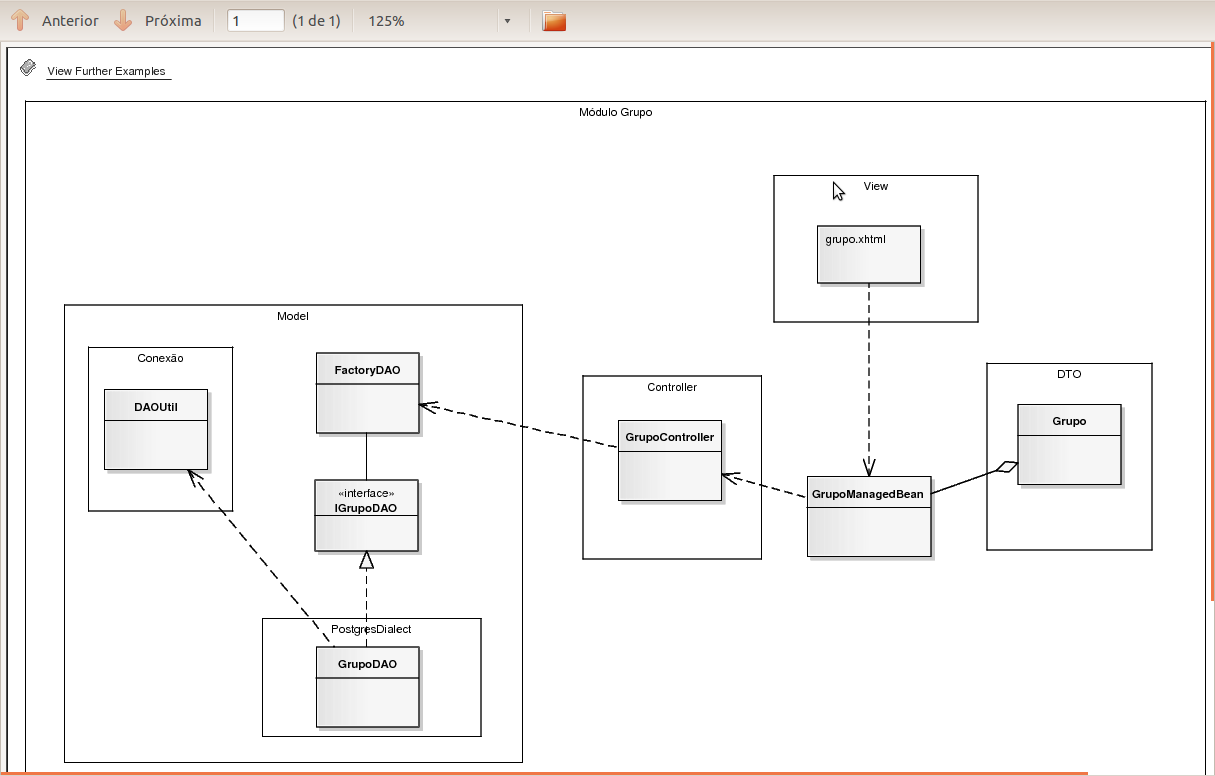 Anterior Próxima 1 (1 de 1) 125%
View Further Examples
Módulo Grupo
View
grupo.xhtml
Model
Conexão
DAOUtil
FactoryDAO
«interface»
IGrupoDAO
PostgresDialect
GrupoDAO
Controller
GrupoController
GrupoManagedBean
DTO
Grupo